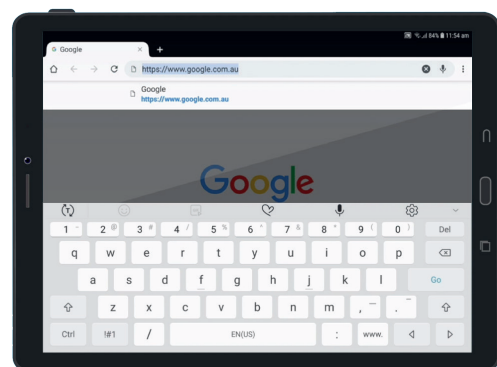 84% 11:54 am
G Google × +
https://www.google.com.au
Google
https://www.google.com.au
Google
T
1 2 @ 3 # 4 / 5 % 6 ^ 7 & 8 * 9 ( 0 ) Del
q w e r t y u i o p
a s d f g h j k l Go
z x c v b n m , .
Ctrl !#1 / EN(US) : www.